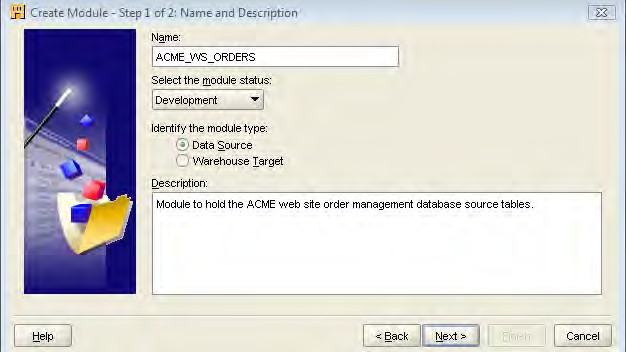 Create Module - Step 1 of 2: Name and Description
Name:
ACME_WS_ORDERS
Select the module status:
Development
Identify the module type:
Data Source
Warehouse Target
Description:
Module to hold the ACME web site order management database source tables.
Help
< Back
Next >
Finish
Cancel